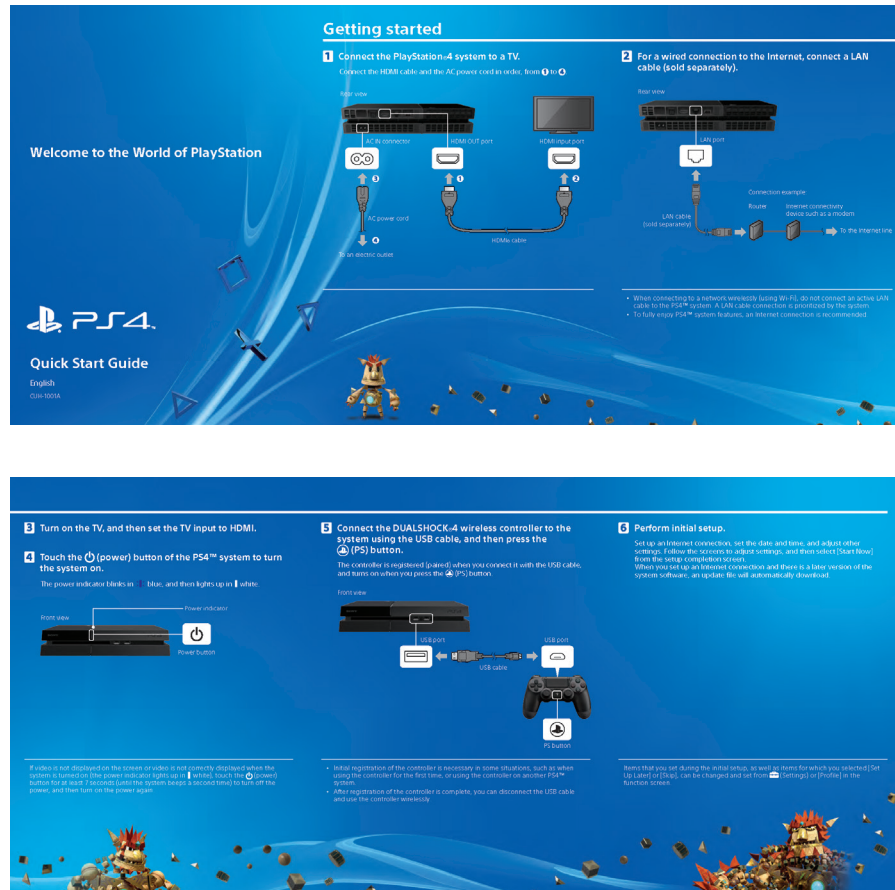 Welcome to the World of PlayStation
PS4™
Quick Start Guide
English
CUH-1001A
Getting started
1 Connect the PlayStation®4 system to a TV.
Connect the HDMI cable and the AC power cord in order, from 1 to 4.
Rear view
AC IN connector
HDMI OUT port
HDMI input port
3
1
2
AC power cord
4
HDMI® cable
To an electric outlet
2 For a wired connection to the Internet, connect a LAN
cable (sold separately).
Rear view
LAN port
Connection example
Router
Internet connectivity
device such as a modem
LAN cable
(sold separately)
To the Internet line
• When connecting to a network wirelessly (using Wi-Fi), do not connect an active LAN
cable to the PS4™ system. A LAN cable connection is prioritized by the system.
• To fully enjoy PS4™ system features, an Internet connection is recommended.
3 Turn on the TV, and then set the TV input to HDMI.
4 Touch the (power) button of the PS4™ system to turn
the system on.
The power indicator blinks in blue, and then lights up in white.
Power indicator
Front view
Power button
If video is not displayed on the screen or video is not correctly displayed when the
system is turned on (the power indicator lights up in white), touch the (power)
button for at least 7 seconds (until the system beeps a second time) to turn off the
power, and then turn on the power again.
5 Connect the DUALSHOCK®4 wireless controller to the
system using the USB cable, and then press the
(PS) button.
The controller is registered (paired) when you connect it with the USB cable,
and turns on when you press the (PS) button.
Front view
USB port
USB port
USB cable
PS button
• Initial registration of the controller is necessary in some situations, such as when
using the controller for the first time, or using the controller on another PS4™
system.
• After registration of the controller is complete, you can disconnect the USB cable
and use the controller wirelessly.
6 Perform initial setup.
Set up an Internet connection, set the date and time, and adjust other
settings. Follow the screens to adjust settings, and then select [Start Now]
from the setup completion screen.
When you set up an Internet connection and there is a later version of the
system software, an update file will automatically download.
Items that you set during the initial setup, as well as items for which you selected [Set
Up Later] or [Skip], can be changed and set from [Settings] or [Profile] in the
function screen.